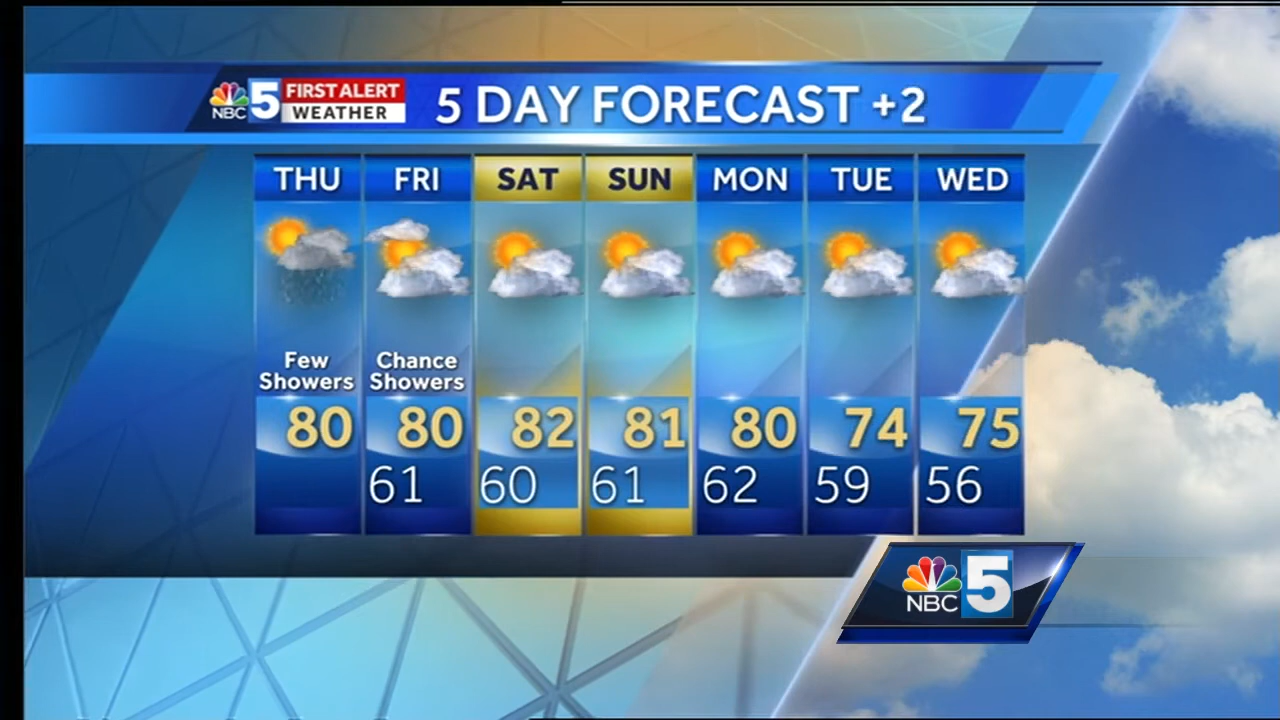 NBC 5 FIRST ALERT WEATHER
5 DAY FORECAST +2
THU FRI SAT SUN MON TUE WED
Few Showers
Chance Showers
80 80 82 81 80 74 75
61 60 61 62 59 56
NBC 5